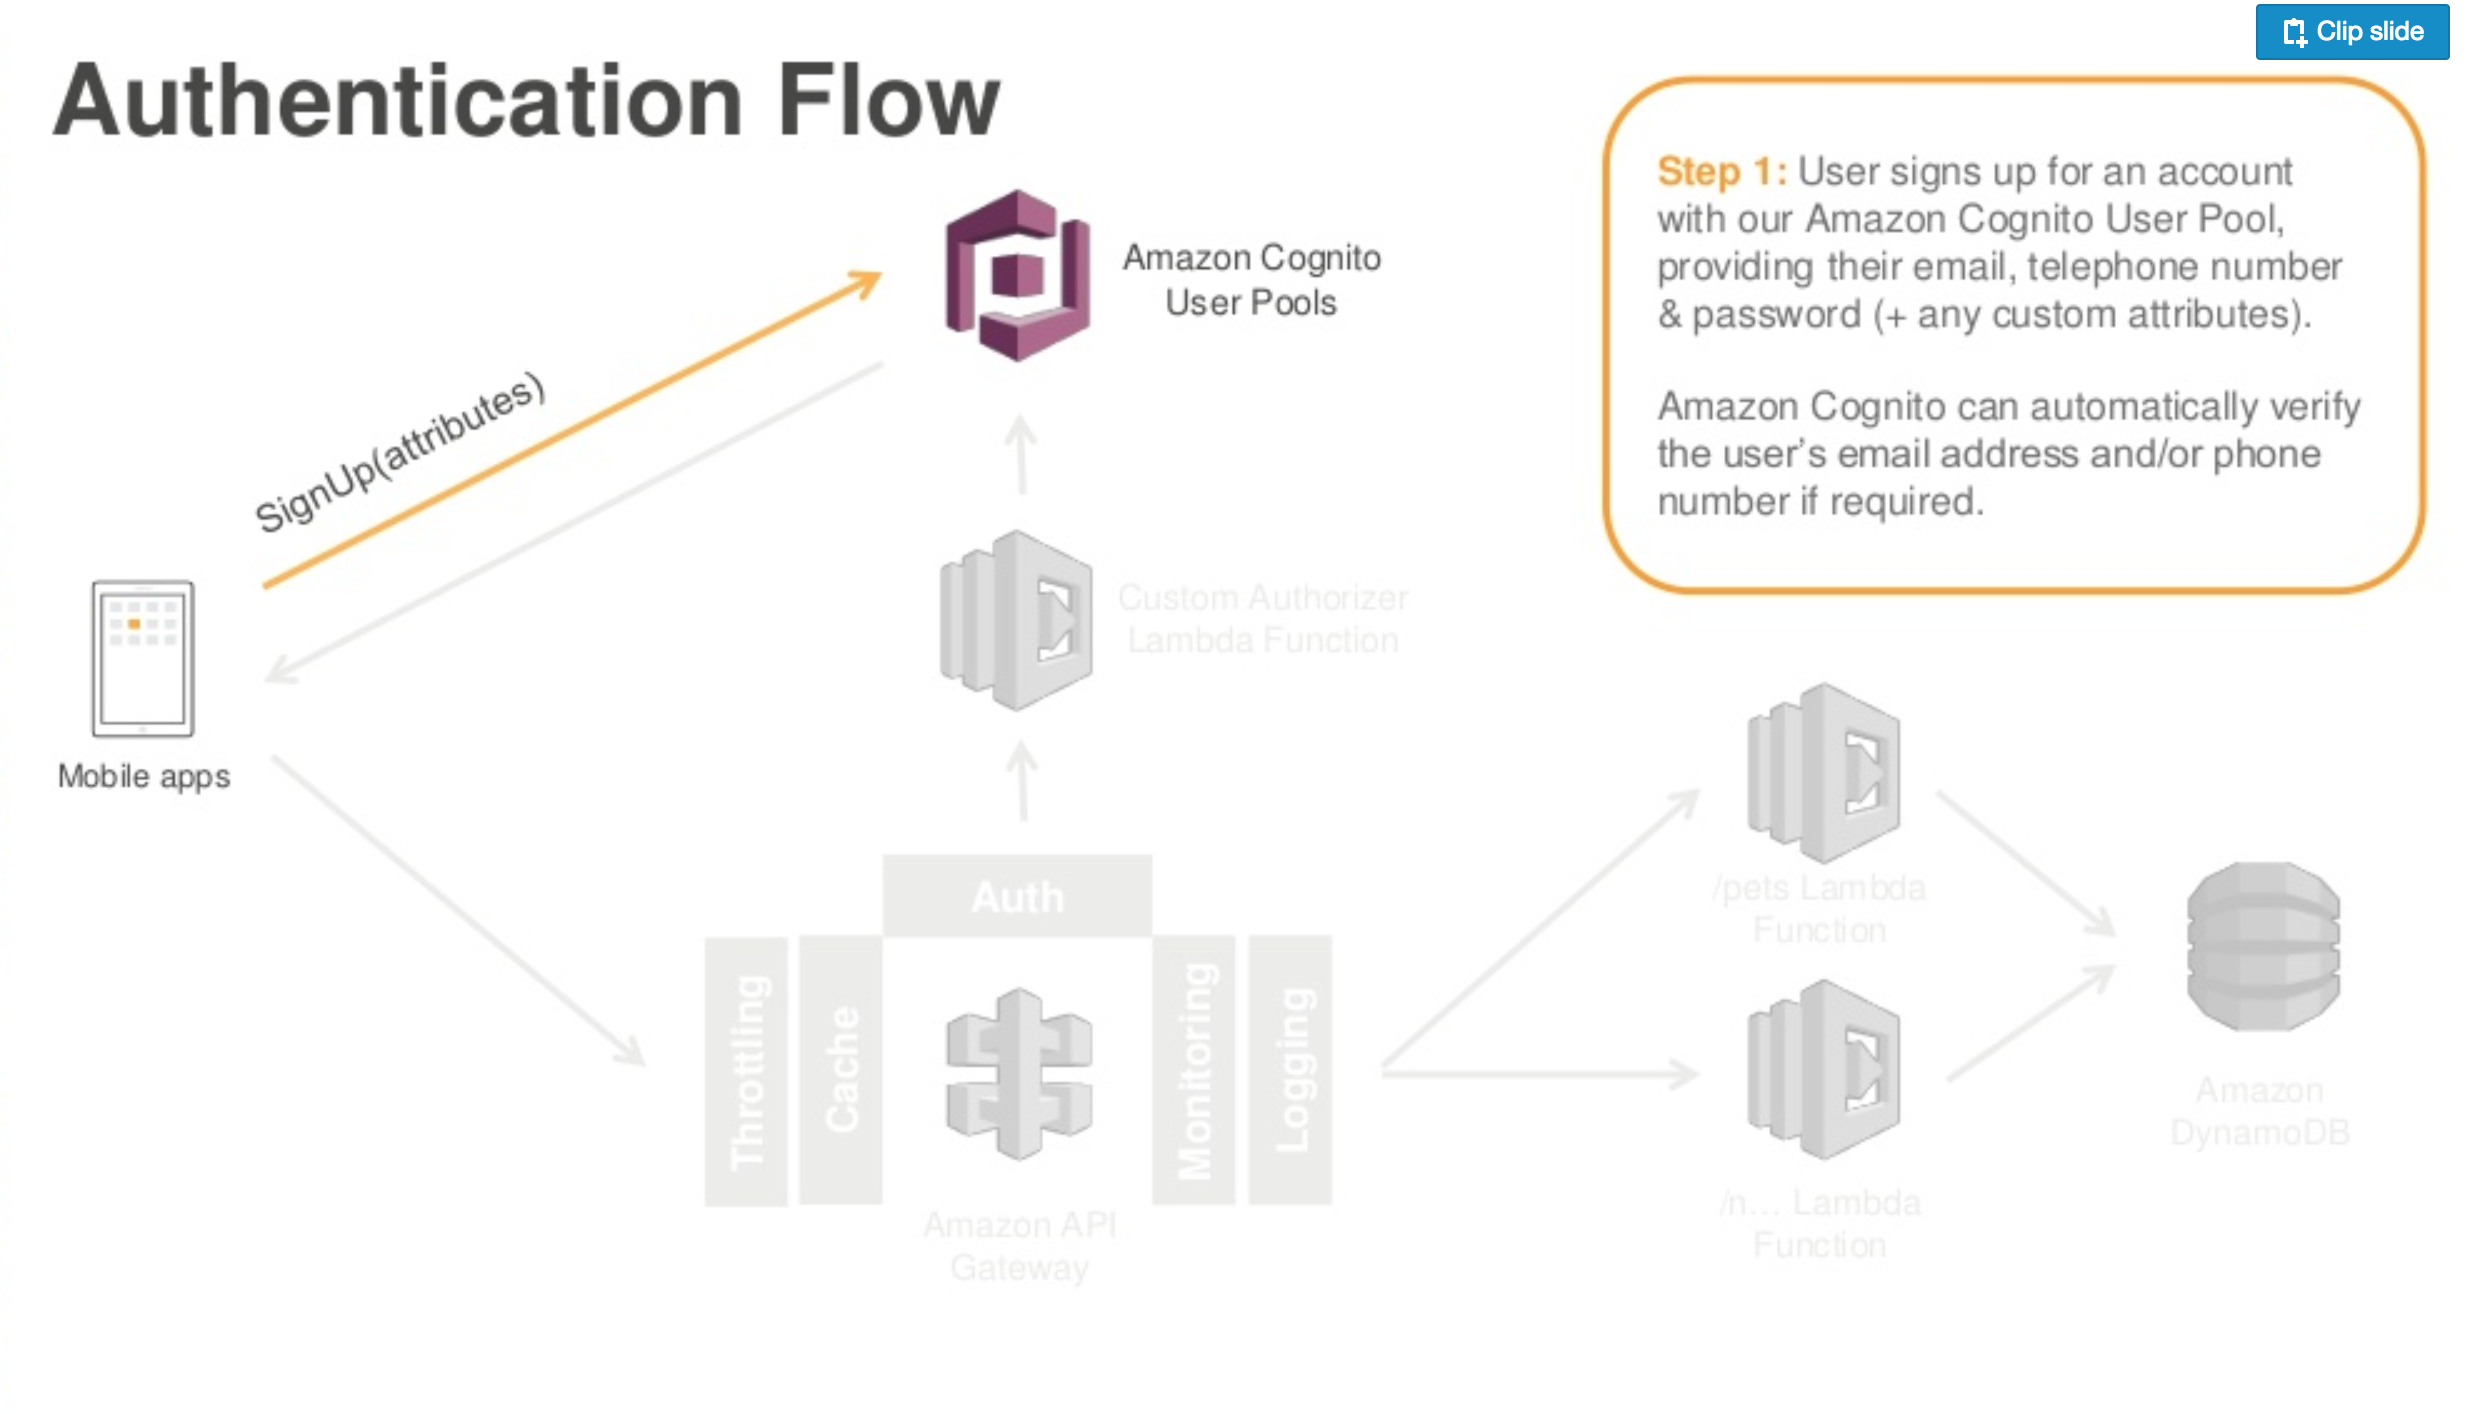 Clip slide
Authentication Flow
Step 1: User signs up for an account
with our Amazon Cognito User Pool,
providing their email, telephone number
& password (+ any custom attributes).
Amazon Cognito can automatically verify
the user’s email address and/or phone
number if required.
Amazon Cognito
User Pools
SignUp(attributes)
Custom Authorizer
Lambda Function
Mobile apps
Auth
Throttling
Cache
Monitoring
Logging
Amazon API
Gateway
/pets Lambda
Function
/n... Lambda
Function
Amazon
DynamoDB